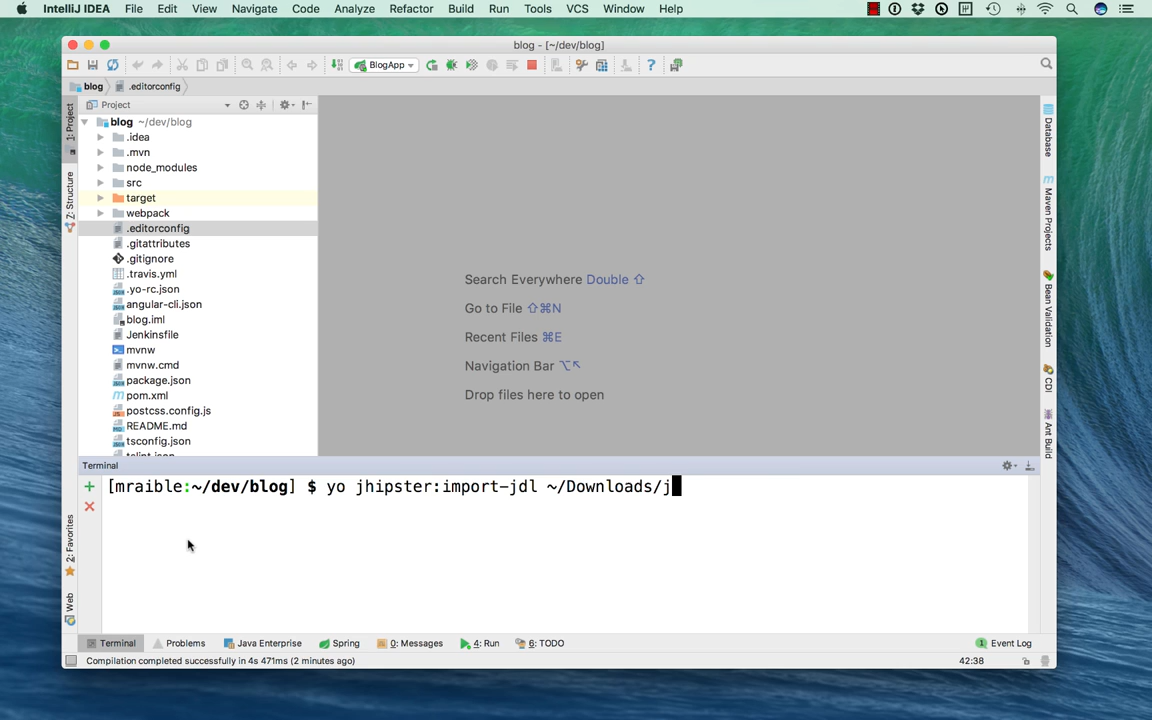 IntelliJ IDEA File Edit View Navigate Code Analyze Refactor Build Run Tools VCS Window Help
blog - [~/dev/blog]
BlogApp
blog .editorconfig
1: Project
7: Structure
2: Favorites
Web
Project
blog ~/dev/blog
.idea
.mvn
node_modules
src
target
webpack
.editorconfig
.gitattributes
.gitignore
.travis.yml
.yo-rc.json
angular-cli.json
blog.iml
Jenkinsfile
mvnw
mvnw.cmd
package.json
pom.xml
postcss.config.js
README.md
tsconfig.json
tslint.json
Search Everywhere Double ⇧
Go to File ⇧⌘N
Recent Files ⌘E
Navigation Bar ⌥↖
Drop files here to open
Database
Maven Projects
Bean Validation
CDI
Ant Build
Terminal
[mraible:~/dev/blog] $ yo jhipster:import-jdl ~/Downloads/j
Terminal Problems Java Enterprise Spring 0: Messages 4: Run 6: TODO 1 Event Log
Compilation completed successfully in 4s 471ms (2 minutes ago) 42:38